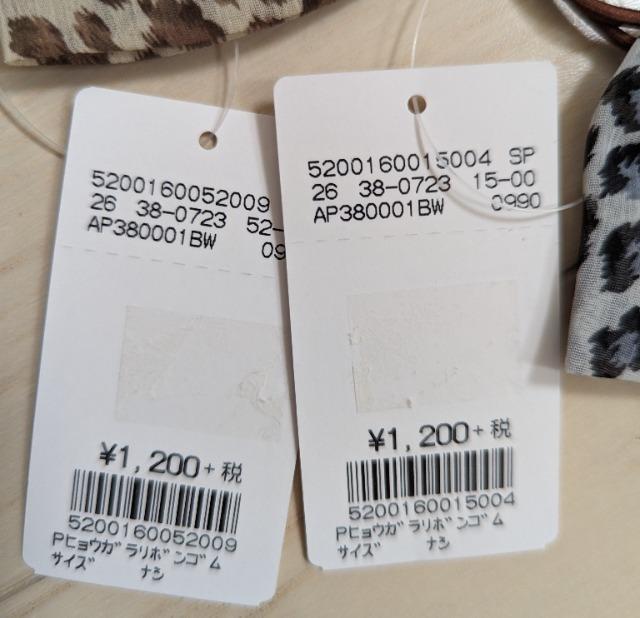 5200160052009
26 38-0723 52-
AP380001BW 09
¥1,200+税
5200160052009
Pヒョウガラリボンゴム
サイズ ナシ
5200160015004 SP
26 38-0723 15-00
AP380001BW 0990
¥1,200+税
5200160015004
Pヒョウガラリボンゴム
サイズ ナシ